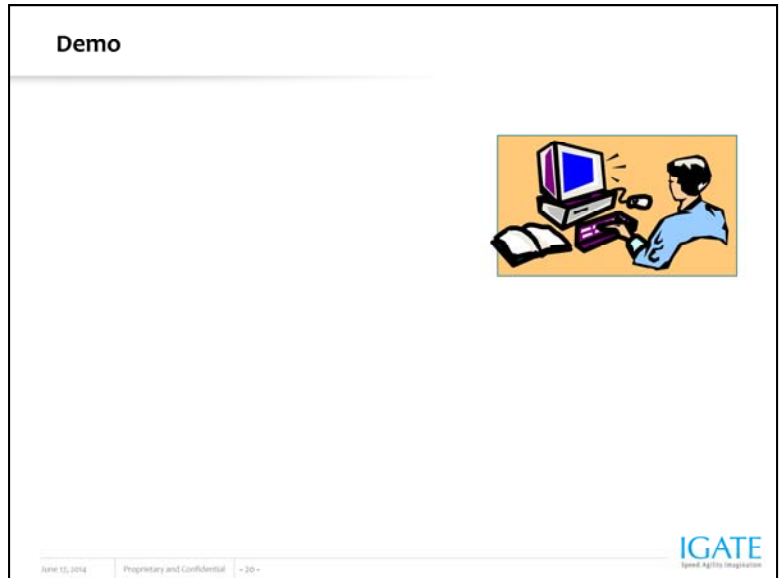 Demo
IGATE
Speed.Agility.Imagination
June 17, 2014 Proprietary and Confidential - 20 -